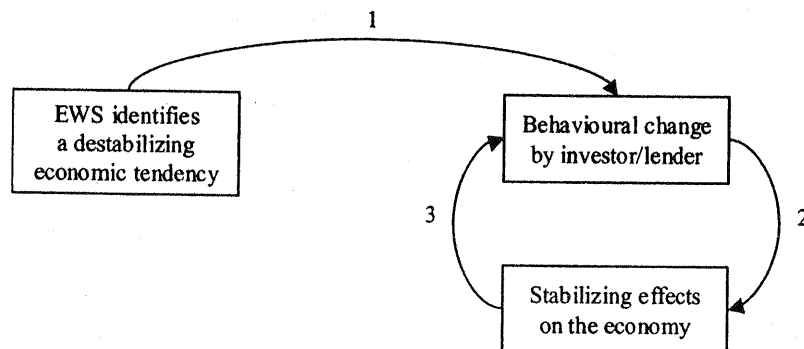 1
EWS identifies
a destabilizing
economic tendency
Behavioural change
by investor/lender
3
2
Stabilizing effects
on the economy